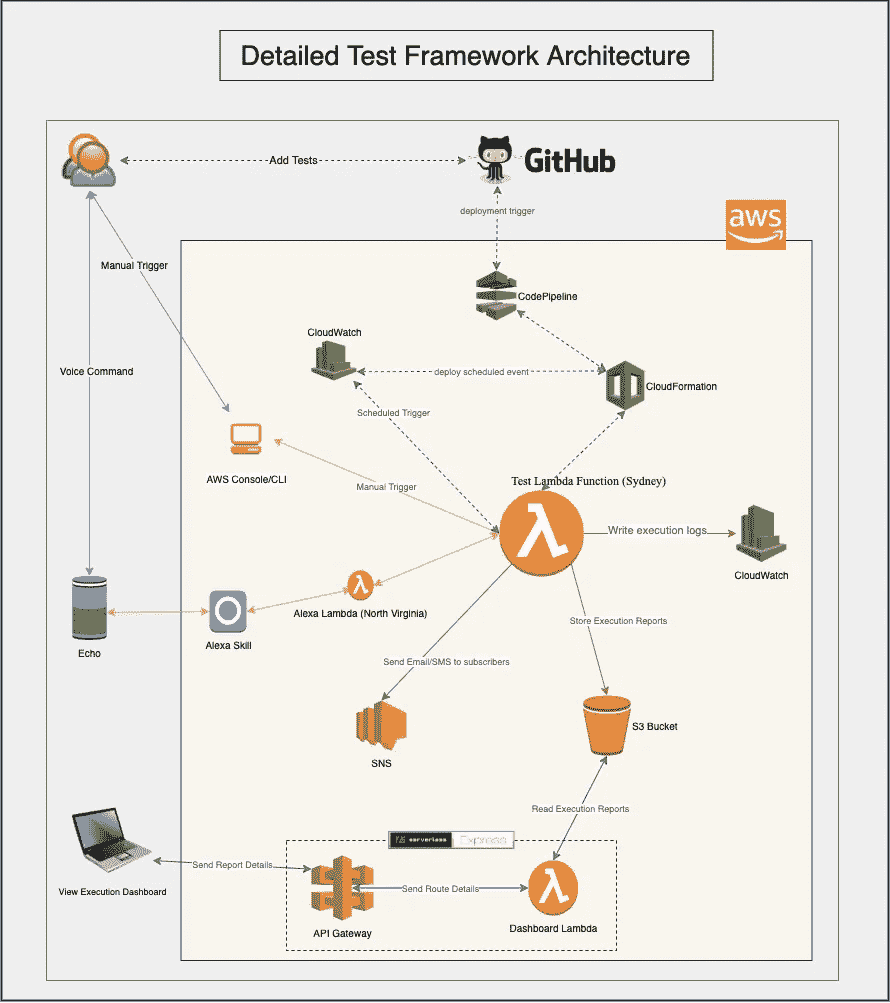 Detailed Test Framework Architecture
Add Tests
GitHub
deployment trigger
aws
Manual Trigger
CodePipeline
CloudWatch
Voice Command
deploy scheduled event
CloudFormation
Scheduled Trigger
AWS Console/CLI
Manual Trigger
Test Lambda Function (Sydney)
Write execution logs
CloudWatch
Alexa Lambda (North Virginia)
Store Execution Reports
Echo
Alexa Skill
Send Email/SMS to subscribers
S3 Bucket
SNS
Read Execution Reports
serverless Express
Send Report Details
View Execution Dashboard
Send Route Details
API Gateway
Dashboard Lambda